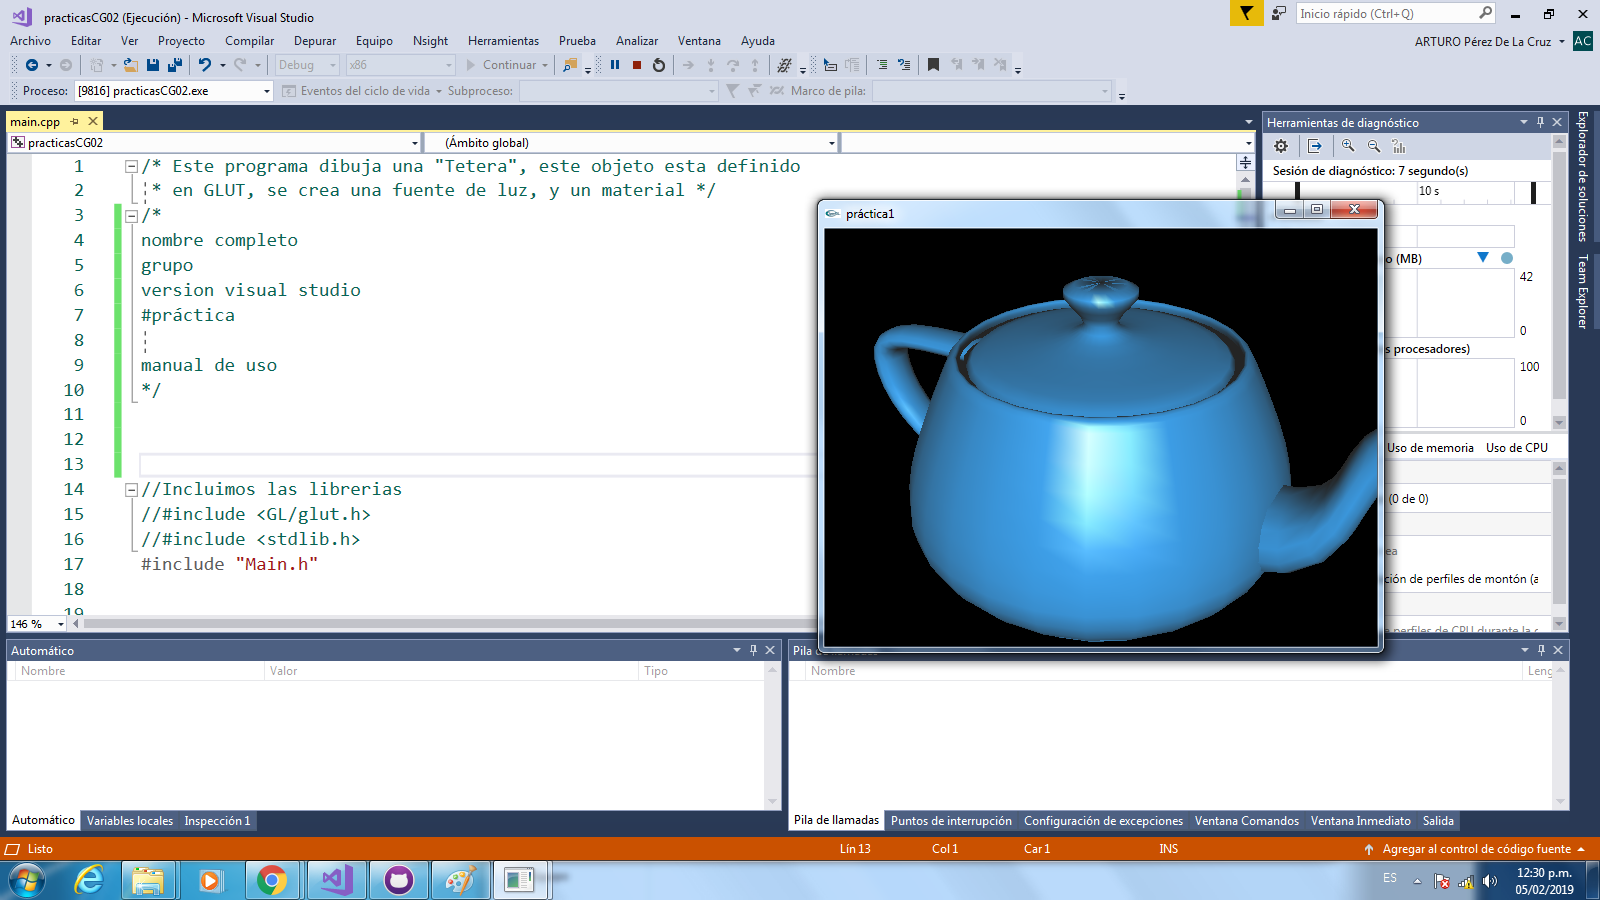 practicasCG02 (Ejecución) - Microsoft Visual Studio
Inicio rápido (Ctrl+Q)
Archivo Editar Ver Proyecto Compilar Depurar Equipo Nsight Herramientas Prueba Analizar Ventana Ayuda
ARTURO Pérez De La Cruz AC
Debug x86 Continuar
Proceso: [9816] practicasCG02.exe Eventos del ciclo de vida Subproceso: Marco de pila:
main.cpp
practicasCG02 (Ámbito global)
1 /* Este programa dibuja una "Tetera", este objeto esta definido
2 * en GLUT, se crea una fuente de luz, y un material */
3 /*
4 nombre completo
5 grupo
6 version visual studio
7 #práctica
8
9 manual de uso
10 */
11
12
13
14 //Incluimos las librerias
15 //#include <GL/glut.h>
16 //#include <stdlib.h>
17 #include "Main.h"
18
19
146 %
práctica1
Herramientas de diagnóstico
Sesión de diagnóstico: 7 segundo(s)
10 s
o (MB)
42
0
s procesadores)
100
0
Uso de memoria Uso de CPU
(0 de 0)
ea
ción de perfiles de montón (a
e perfiles de CPU durante la
Explorador de soluciones
Team Explorer
Automático
Nombre Valor Tipo
Automático Variables locales Inspección 1
Pila de llamadas
Nombre Leng
Pila de llamadas Puntos de interrupción Configuración de excepciones Ventana Comandos Ventana Inmediato Salida
Listo Lín 13 Col 1 Car 1 INS Agregar al control de código fuente
ES
12:30 p.m.
05/02/2019